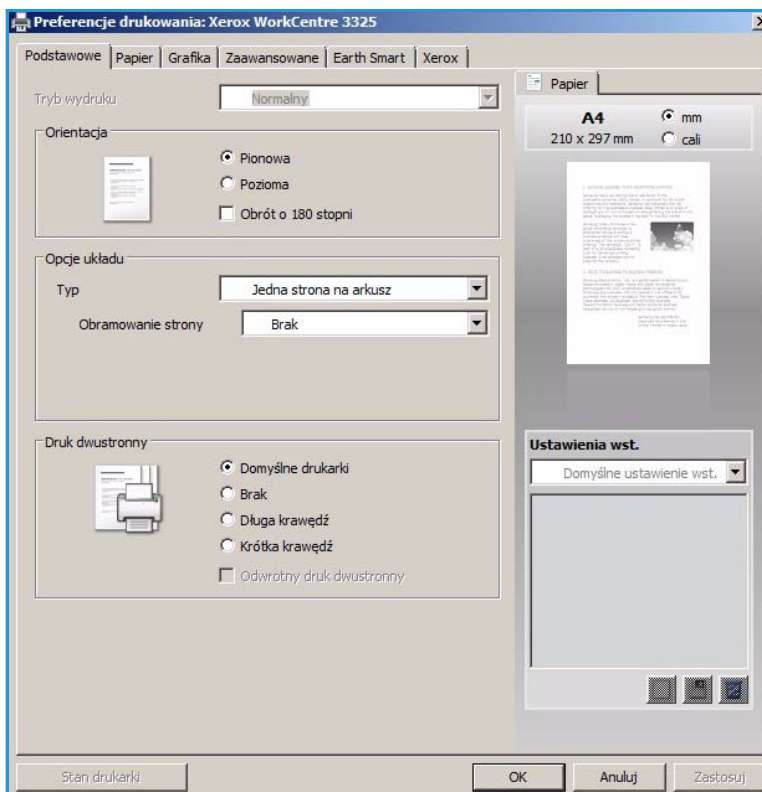 Preferencje drukowania: Xerox WorkCentre 3325
Podstawowe Papier Grafika Zaawansowane Earth Smart Xerox
Tryb wydruku Normalny
Orientacja
Pionowa
Pozioma
Obrót o 180 stopni
Opcje układu
Typ Jedna strona na arkusz
Obramowanie strony Brak
Druk dwustronny
Domyślne drukarki
Brak
Długa krawędź
Krótka krawędź
Odwrotny druk dwustronny
Papier
A4 mm
210 x 297 mm cali
Ustawienia wst.
Domyślne ustawienie wst.
Stan drukarki OK Anuluj Zastosuj